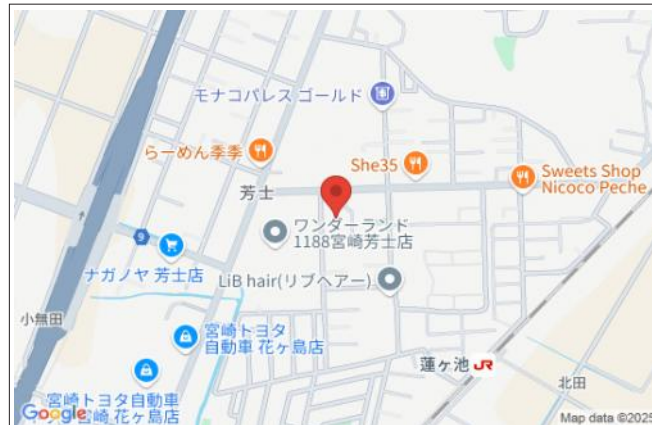 モナコパレス ゴールド
らーめん季季
She35
Sweets Shop
Nicoco Peche
芳士
ワンダーランド
1188宮崎芳士店
9
ナガノヤ 芳士店
LiB hair(リブヘアー)
小無田
宮崎トヨタ
自動車 花ヶ島店
蓮ヶ池 JR
北田
宮崎トヨタ自動車
宮崎 花ヶ島店
Google
Map data ©2025